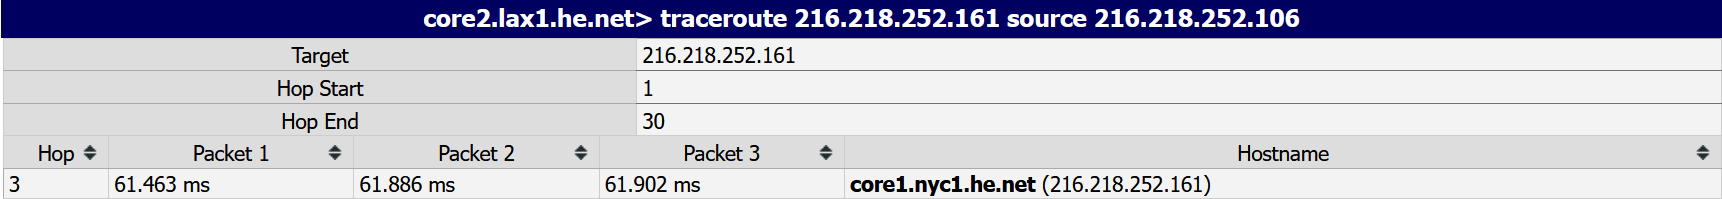 core2.lax1.he.net> traceroute 216.218.252.161 source 216.218.252.106
Target 216.218.252.161
Hop Start 1
Hop End 30
Hop Packet 1 Packet 2 Packet 3 Hostname
3 61.463 ms 61.886 ms 61.902 ms core1.nyc1.he.net (216.218.252.161)